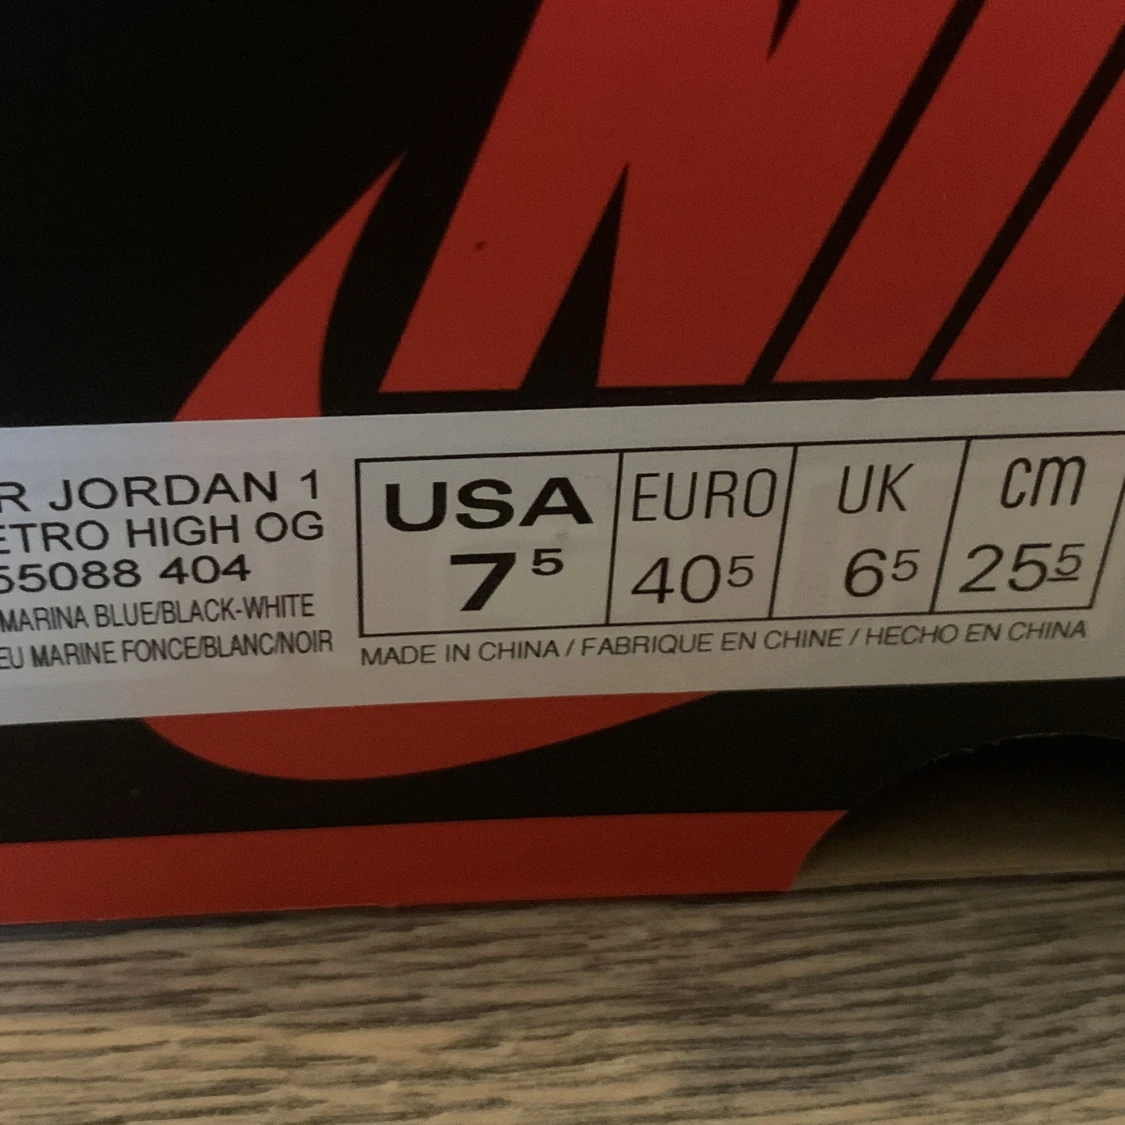 R JORDAN 1
ETRO HIGH OG
55088 404
MARINA BLUE/BLACK-WHITE
EU MARINE FONCE/BLANC/NOIR
USA EURO UK cm
7⁵ 40⁵ 6⁵ 25⁵
MADE IN CHINA / FABRIQUE EN CHINE / HECHO EN CHINA